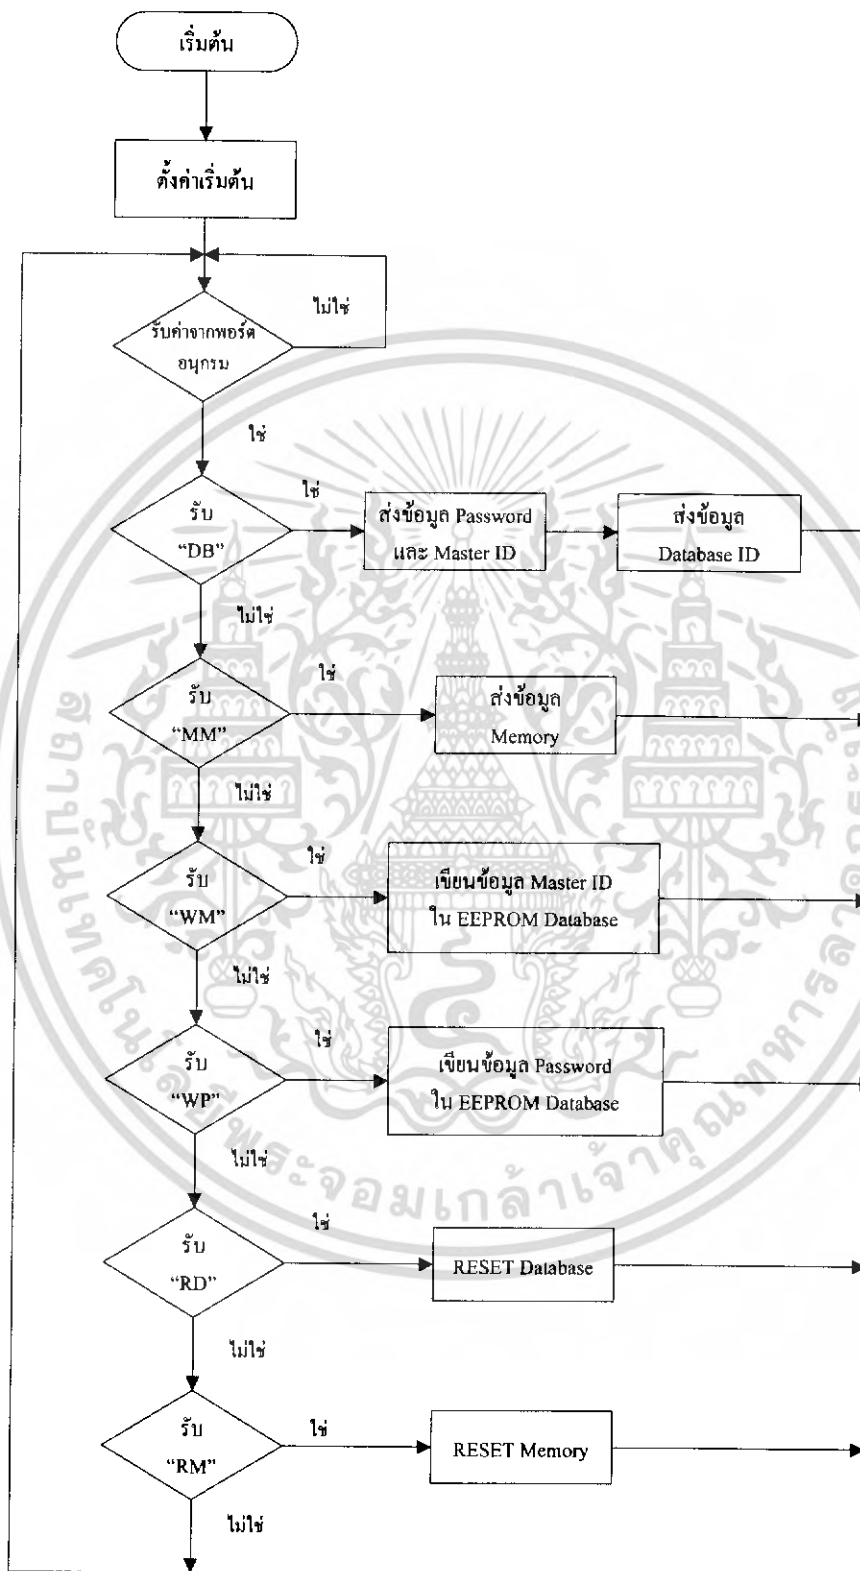 เริ่มต้น
ตั้งค่าเริ่มต้น
ไม่ใช่
รับค่าจากพอร์ต
อนุกรม
ใช่
รับ
“DB”
ใช่
ส่งข้อมูล Password
และ Master ID
ส่งข้อมูล
Database ID
ไม่ใช่
รับ
“MM”
ใช่
ส่งข้อมูล
Memory
ไม่ใช่
รับ
“WM”
ใช่
เขียนข้อมูล Master ID
ใน EEPROM Database
ไม่ใช่
รับ
“WP”
ใช่
เขียนข้อมูล Password
ใน EEPROM Database
ไม่ใช่
รับ
“RD”
ใช่
RESET Database
ไม่ใช่
รับ
“RM”
ใช่
RESET Memory
ไม่ใช่